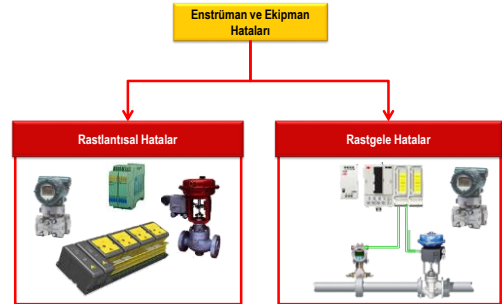 Enstrüman ve Ekipman
Hataları
Rastlantısal Hatalar
Rastgele Hatalar